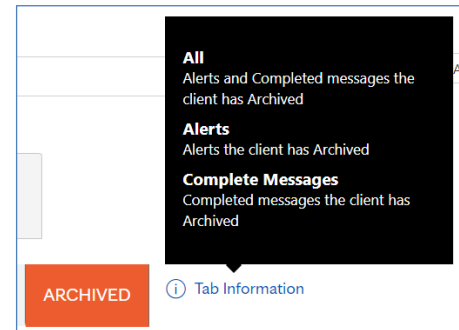 All
Alerts and Completed messages the
client has Archived
Alerts
Alerts the client has Archived
Complete Messages
Completed messages the client has
Archived
ARCHIVED
Tab Information